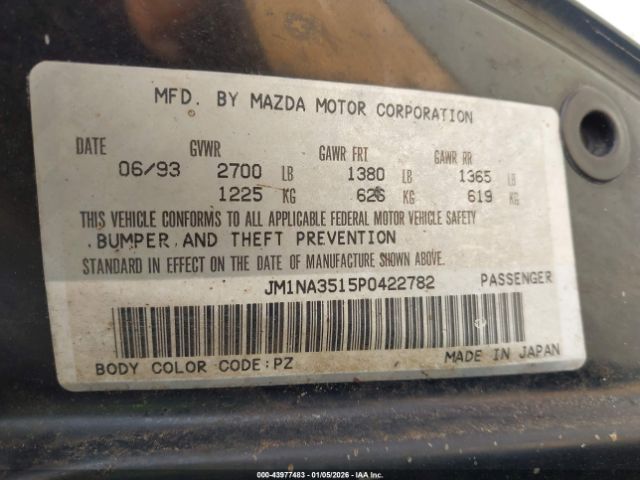 MFD. BY MAZDA MOTOR CORPORATION
DATE GVWR GAWR FRT GAWR RR
06/93 2700 LB 1380 LB 1365 LB
1225 KG 626 KG 619 KG
THIS VEHICLE CONFORMS TO ALL APPLICABLE FEDERAL MOTOR VEHICLE SAFETY
, BUMPER, AND THEFT PREVENTION
STANDARD IN EFFECT ON THE DATE OF MANUFACTURE SHOWN ABOVE.
JM1NA3515P0422782 PASSENGER
BODY COLOR CODE:PZ MADE IN JAPAN
000-43977483 | 01/05/2026 | IAAI.COM